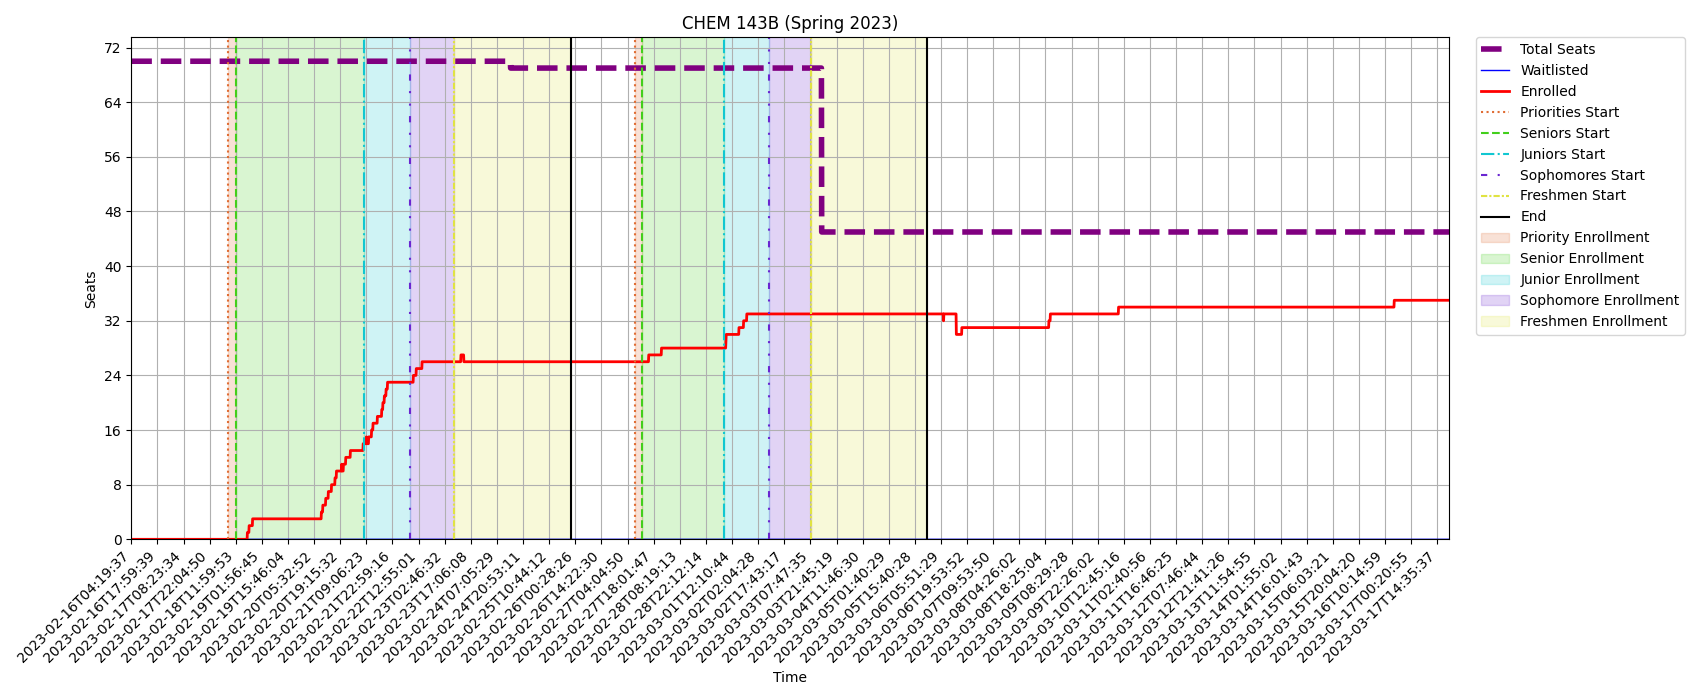 CHEM 143B (Spring 2023)
Seats
72
64
56
48
40
32
24
16
8
0
2023-02-16T04:19:37
2023-02-16T17:59:39
2023-02-17T08:23:34
2023-02-17T22:04:50
2023-02-18T11:59:53
2023-02-19T01:56:45
2023-02-19T15:46:04
2023-02-20T05:32:52
2023-02-20T19:15:32
2023-02-21T09:06:23
2023-02-21T22:59:16
2023-02-22T12:55:01
2023-02-23T02:46:32
2023-02-23T17:06:08
2023-02-24T07:05:29
2023-02-24T20:53:11
2023-02-25T10:44:12
2023-02-26T00:28:26
2023-02-26T14:22:30
2023-02-27T04:04:50
2023-02-27T18:01:47
2023-02-28T08:19:13
2023-02-28T22:12:14
2023-03-01T12:10:44
2023-03-02T02:04:28
2023-03-02T17:43:17
2023-03-03T07:47:35
2023-03-03T21:45:19
2023-03-04T11:46:30
2023-03-05T01:40:29
2023-03-05T15:40:28
2023-03-06T05:51:29
2023-03-06T19:53:52
2023-03-07T09:53:50
2023-03-08T04:26:02
2023-03-08T18:25:04
2023-03-09T08:29:28
2023-03-09T22:26:02
2023-03-10T12:45:16
2023-03-11T02:40:56
2023-03-11T16:46:25
2023-03-12T07:46:44
2023-03-12T21:41:26
2023-03-13T11:54:55
2023-03-14T01:55:02
2023-03-14T16:01:43
2023-03-15T06:03:21
2023-03-15T20:04:20
2023-03-16T10:14:59
2023-03-17T00:20:55
2023-03-17T14:35:37
Time
Total Seats
Waitlisted
Enrolled
Priorities Start
Seniors Start
Juniors Start
Sophomores Start
Freshmen Start
End
Priority Enrollment
Senior Enrollment
Junior Enrollment
Sophomore Enrollment
Freshmen Enrollment